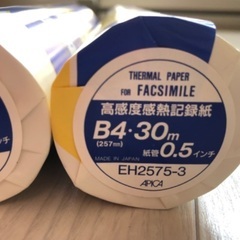 THERMAL PAPER
FOR FACSIMILE
高感度感熱記録紙
B4・30m
(257mm) 紙管0.5インチ
MADE IN JAPAN
EH2575-3
APICA